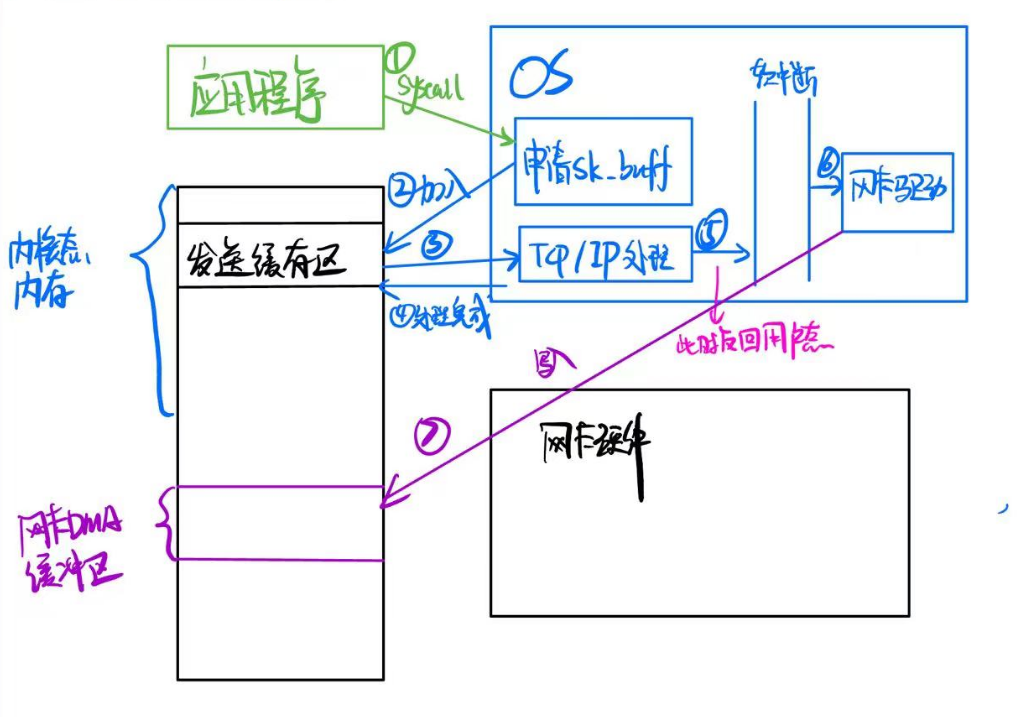 应用程序
① syscall
OS
软中断
申请sk_buff
② 加入
⑥
网卡驱动
内核态
内存
发送缓存区
③
TCP/IP处理
⑤
④处理完成
此时返回用户态
写入
⑦
网卡硬件
网卡DMA
缓冲区